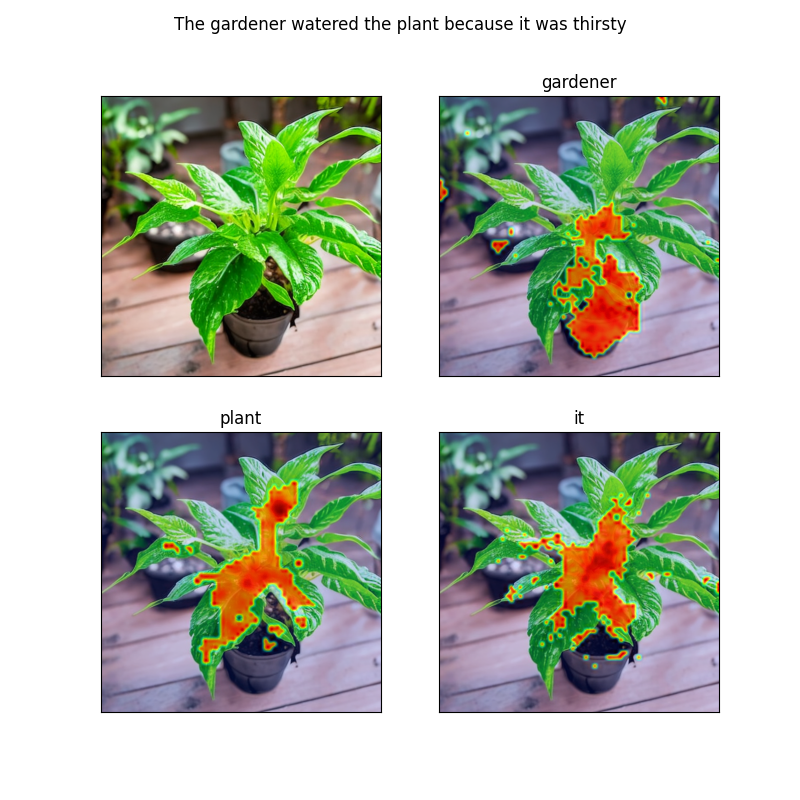 The gardener watered the plant because it was thirsty
gardener
plant
it